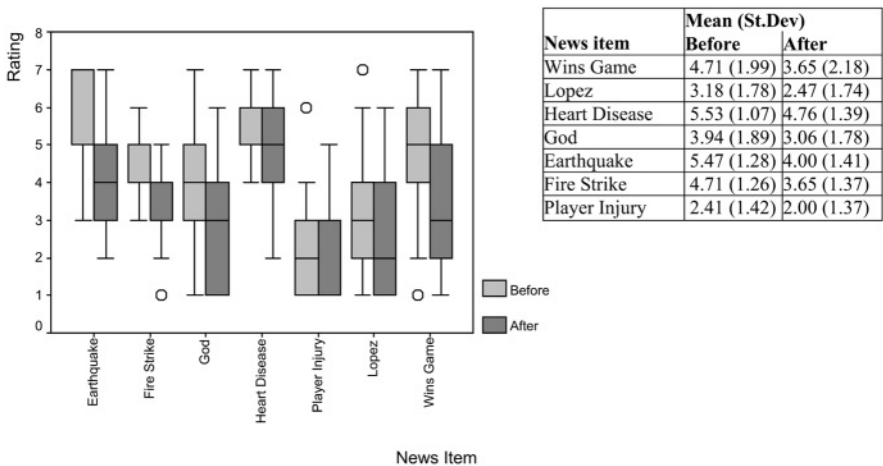 Rating
8
7
6
5
4
3
2
1
0
Earthquake
Fire Strike
God
Heart Disease
Player Injury
Lopez
Wins Game
News Item
Before
After
Mean (St.Dev)
News item Before After
Wins Game 4.71 (1.99) 3.65 (2.18)
Lopez 3.18 (1.78) 2.47 (1.74)
Heart Disease 5.53 (1.07) 4.76 (1.39)
God 3.94 (1.89) 3.06 (1.78)
Earthquake 5.47 (1.28) 4.00 (1.41)
Fire Strike 4.71 (1.26) 3.65 (1.37)
Player Injury 2.41 (1.42) 2.00 (1.37)